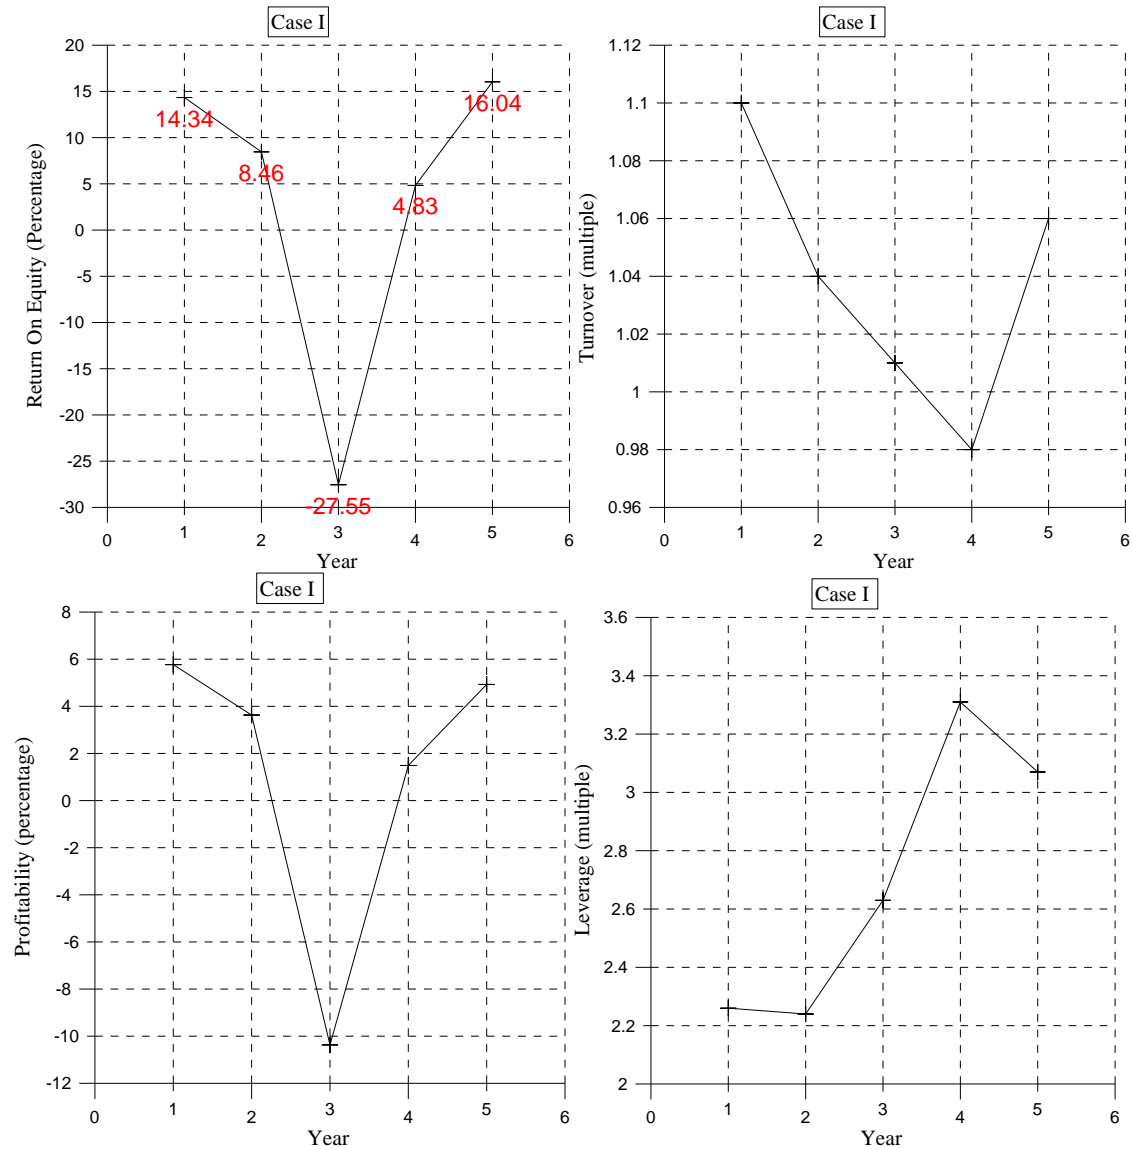 Case I
20
15
10
5
0
-5
-10
-15
-20
-25
-30
Return On Equity (Percentage)
14.34
8.46
-27.55
4.83
16.04
0 1 2 3 4 5 6
Year
Case I
1.12
1.1
1.08
1.06
1.04
1.02
1
0.98
0.96
Turnover (multiple)
0 1 2 3 4 5 6
Year
Case I
8
6
4
2
0
-2
-4
-6
-8
-10
-12
Profitability (percentage)
0 1 2 3 4 5 6
Year
Case I
3.6
3.4
3.2
3
2.8
2.6
2.4
2.2
2
Leverage (multiple)
0 1 2 3 4 5 6
Year